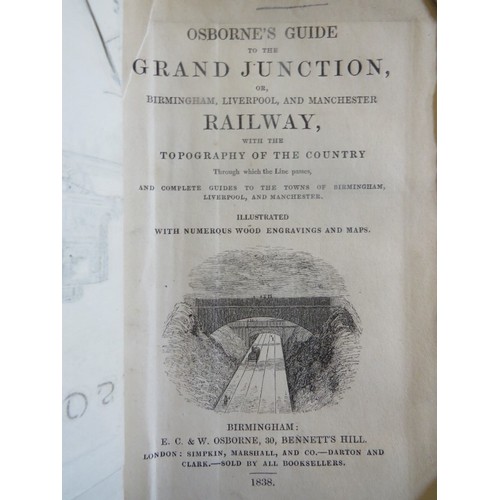 OSBORNE'S GUIDE
TO THE
GRAND JUNCTION,
OR,
BIRMINGHAM, LIVERPOOL, AND MANCHESTER
RAILWAY,
WITH THE
TOPOGRAPHY OF THE COUNTRY
Through which the Line passes,
AND COMPLETE GUIDES TO THE TOWNS OF BIRMINGHAM,
LIVERPOOL, AND MANCHESTER.
ILLUSTRATED
WITH NUMEROUS WOOD ENGRAVINGS AND MAPS.
BIRMINGHAM:
E. C. & W. OSBORNE, 30, BENNETT'S HILL.
LONDON: SIMPKIN, MARSHALL, AND CO.—DARTON AND
CLARK.—SOLD BY ALL BOOKSELLERS.
1838.